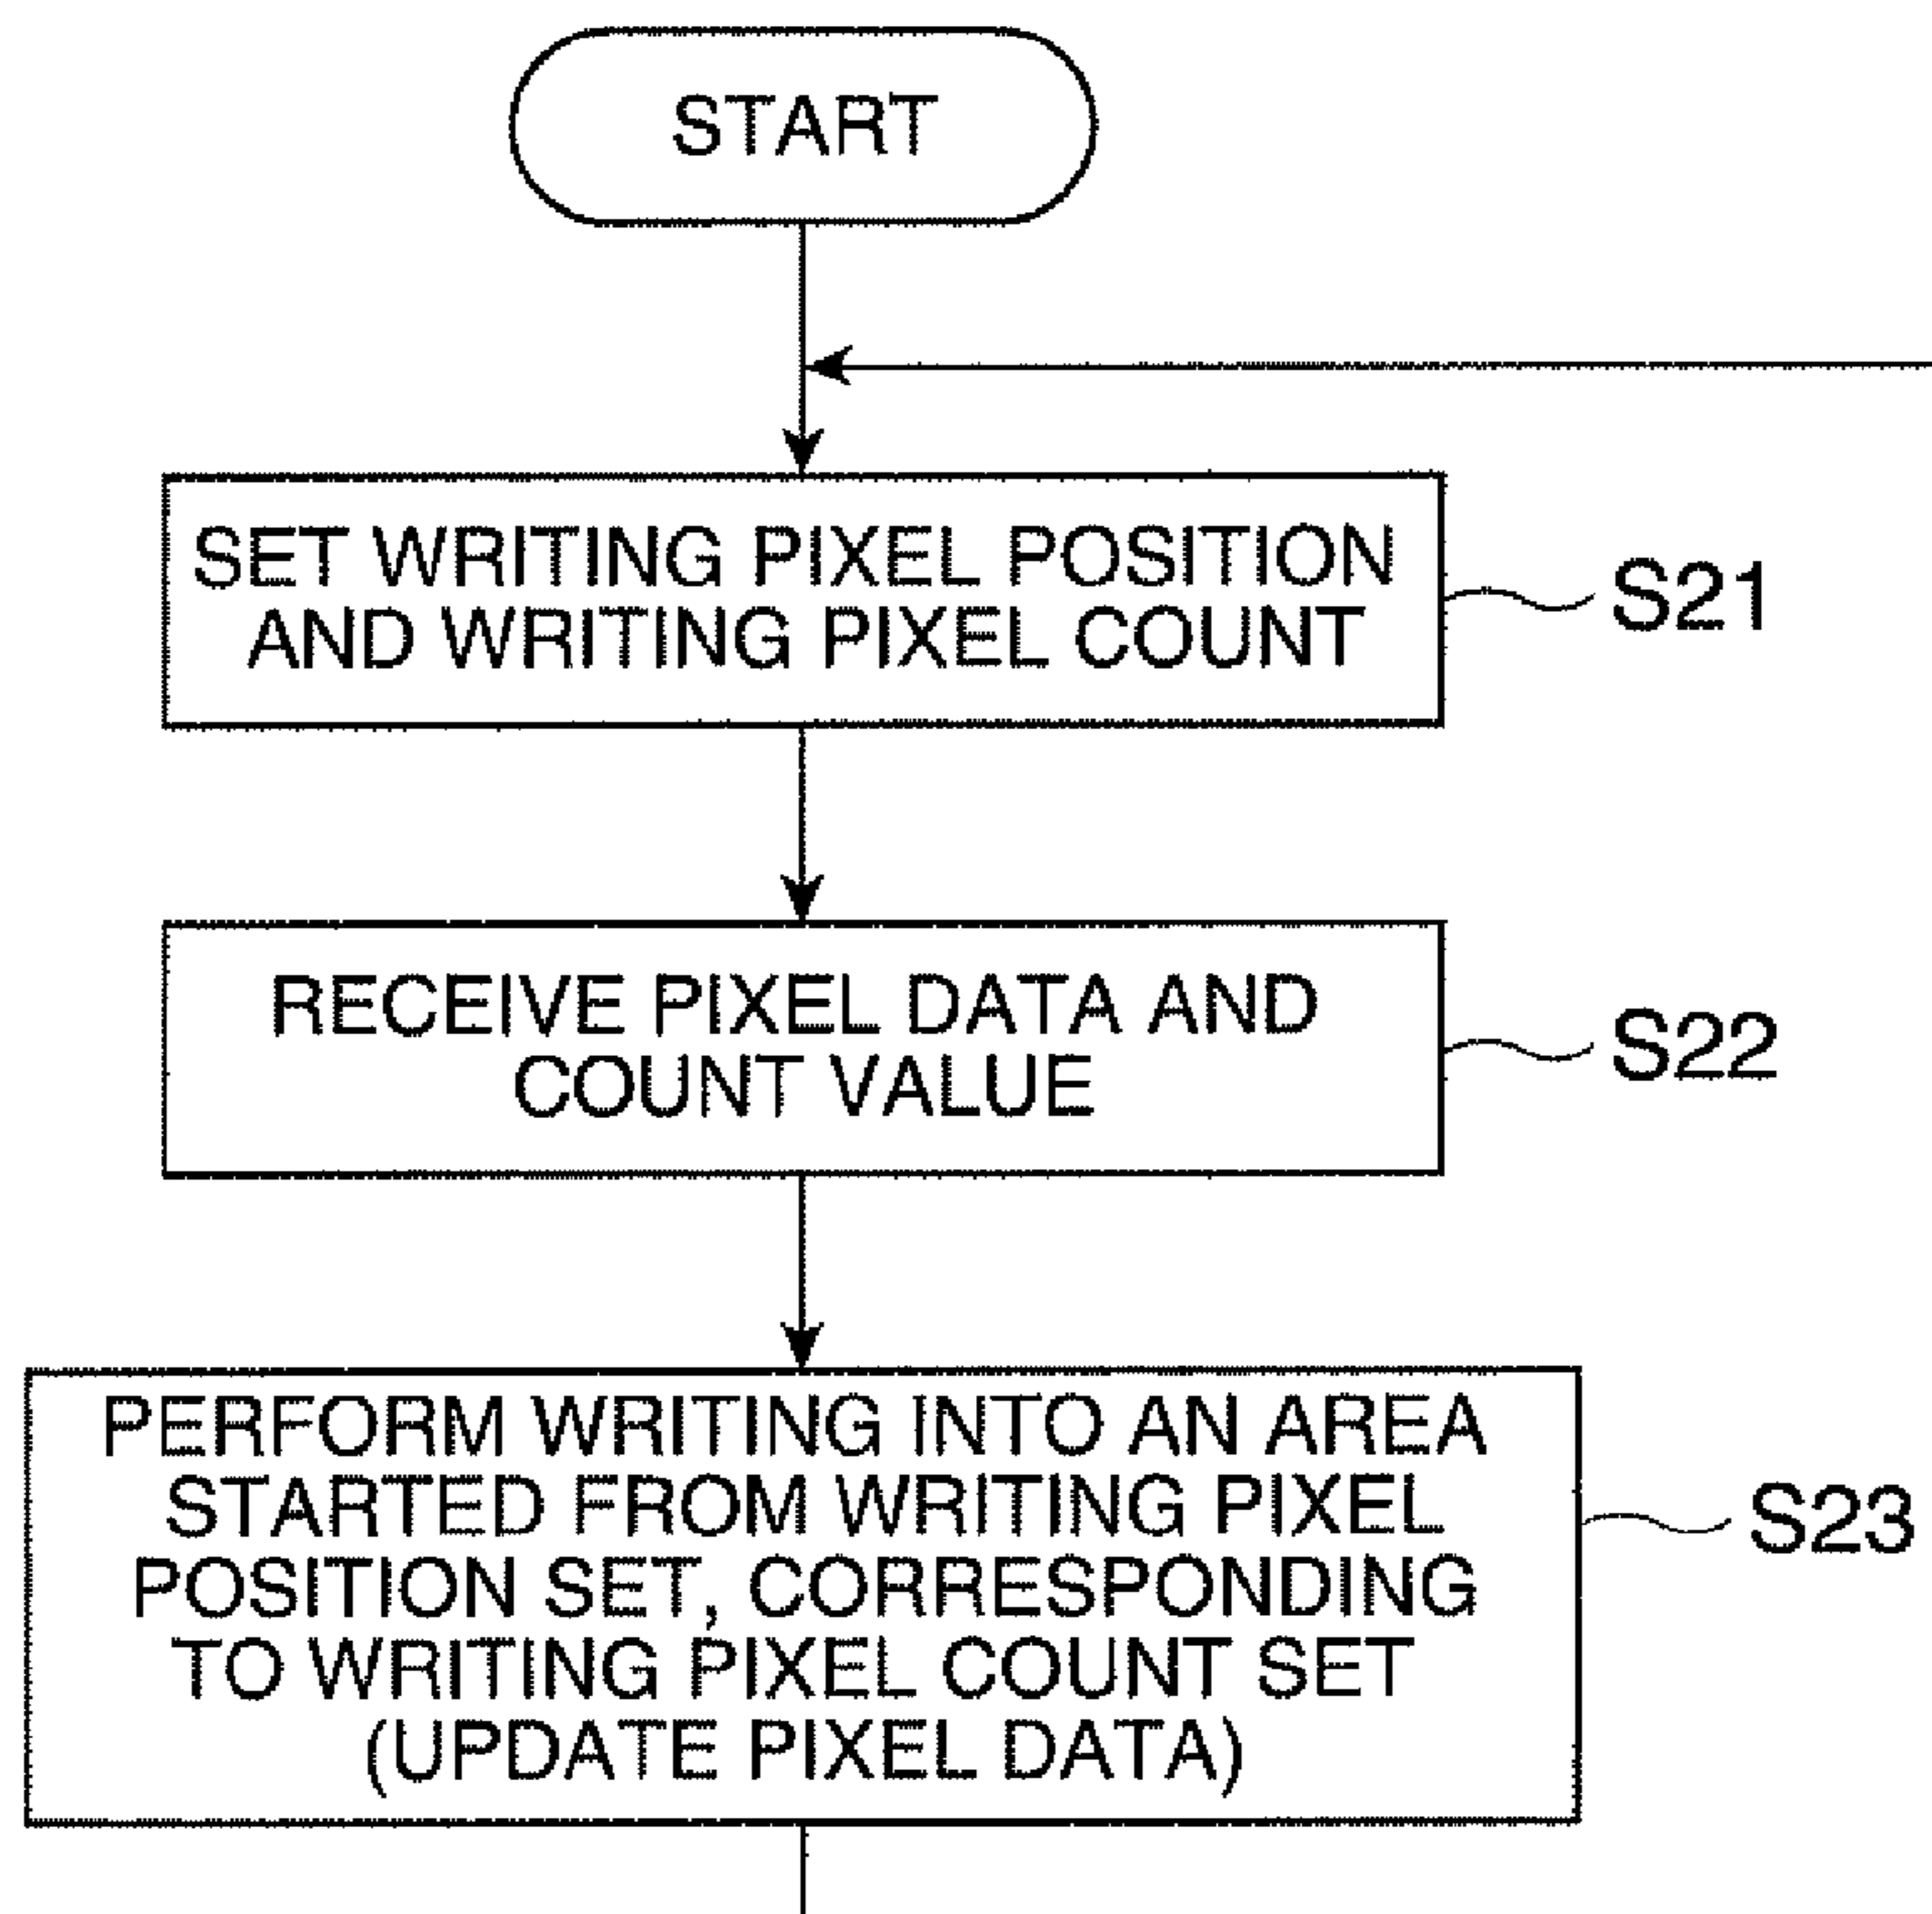 START
SET WRITING PIXEL POSITION
AND WRITING PIXEL COUNT
S21
RECEIVE PIXEL DATA AND
COUNT VALUE
S22
PERFORM WRITING INTO AN AREA
STARTED FROM WRITING PIXEL
POSITION SET, CORRESPONDING
TO WRITING PIXEL COUNT SET
(UPDATE PIXEL DATA)
S23